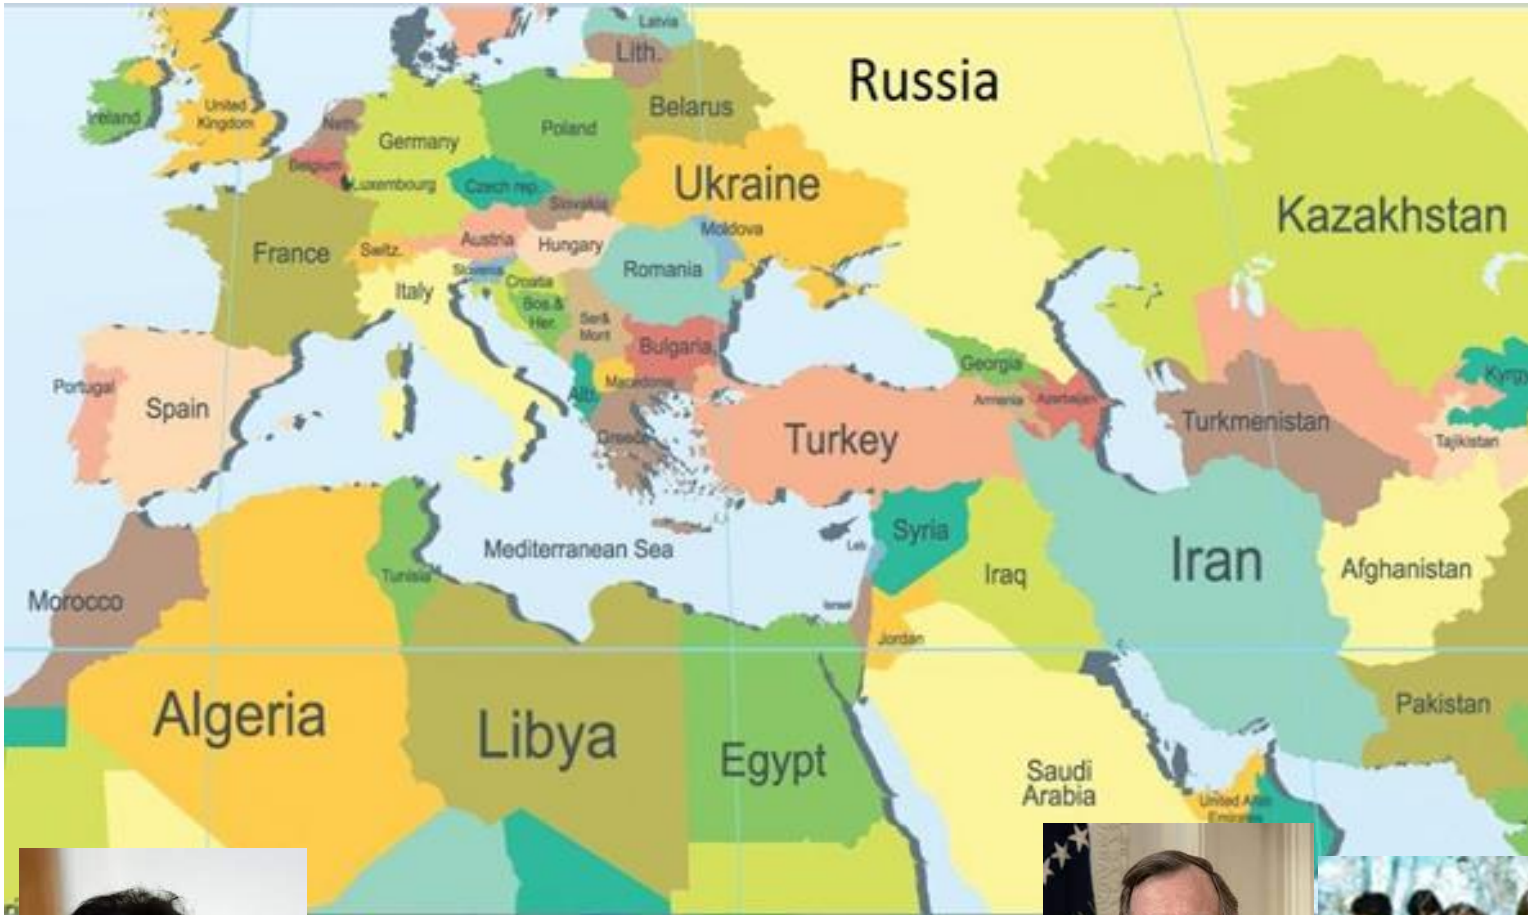 Latvia
Lith.
Russia
Ireland
United
Kingdom
Neth.
Belarus
Germany
Poland
Belgium
Luxembourg
Czech rep.
Ukraine
Slovakia
Kazakhstan
France
Switz.
Austria
Hungary
Moldova
Slovenia
Romania
Italy
Croatia
Bos.&
Her.
Ser&
Mont
Bulgaria
Georgia
Kyrgy
Portugal
Spain
Alb.
Macedonia
Armenia
Azerbaijan
Turkmenistan
Greece
Turkey
Tajikistan
Syria
Mediterranean Sea
Leb
Iran
Tunisia
Iraq
Afghanistan
Morocco
Israel
Jordan
Algeria
Libya
Egypt
Pakistan
Saudi
Arabia
United Arab
Emirates